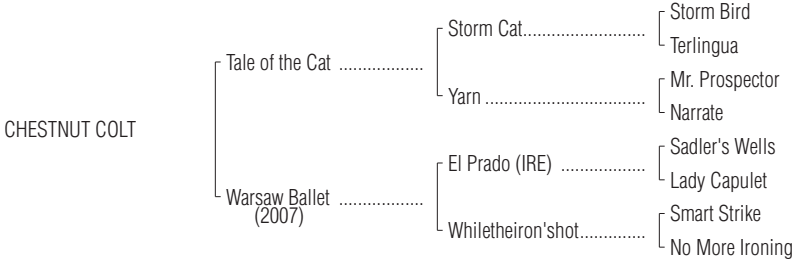 Storm Bird
Storm Cat..........................
Terlingua
Tale of the Cat ..................
Mr. Prospector
Yarn ..................................
Narrate
CHESTNUT COLT
Sadler's Wells
El Prado (IRE) ..................
Lady Capulet
Warsaw Ballet ..................
(2007)
Smart Strike
Whiletheiron'shot..............
No More Ironing